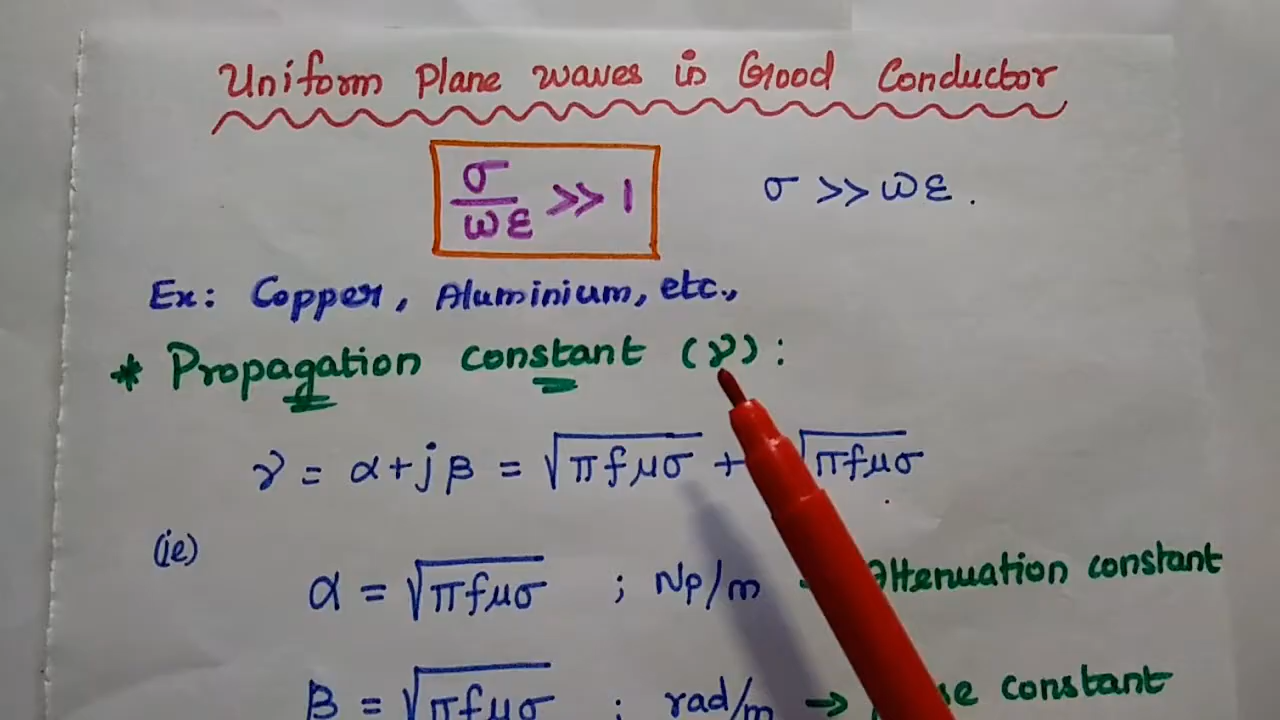 Uniform Plane waves in Good Conductor
σ/ωε >> 1    σ >> ωε.
Ex: Copper, Aluminium, etc.,
* Propagation constant (γ):
γ = α + jβ = √πfμσ + √πfμσ
(ie)
α = √πfμσ ; Np/m Attenuation constant
β = √πfμσ ; rad/m → constant